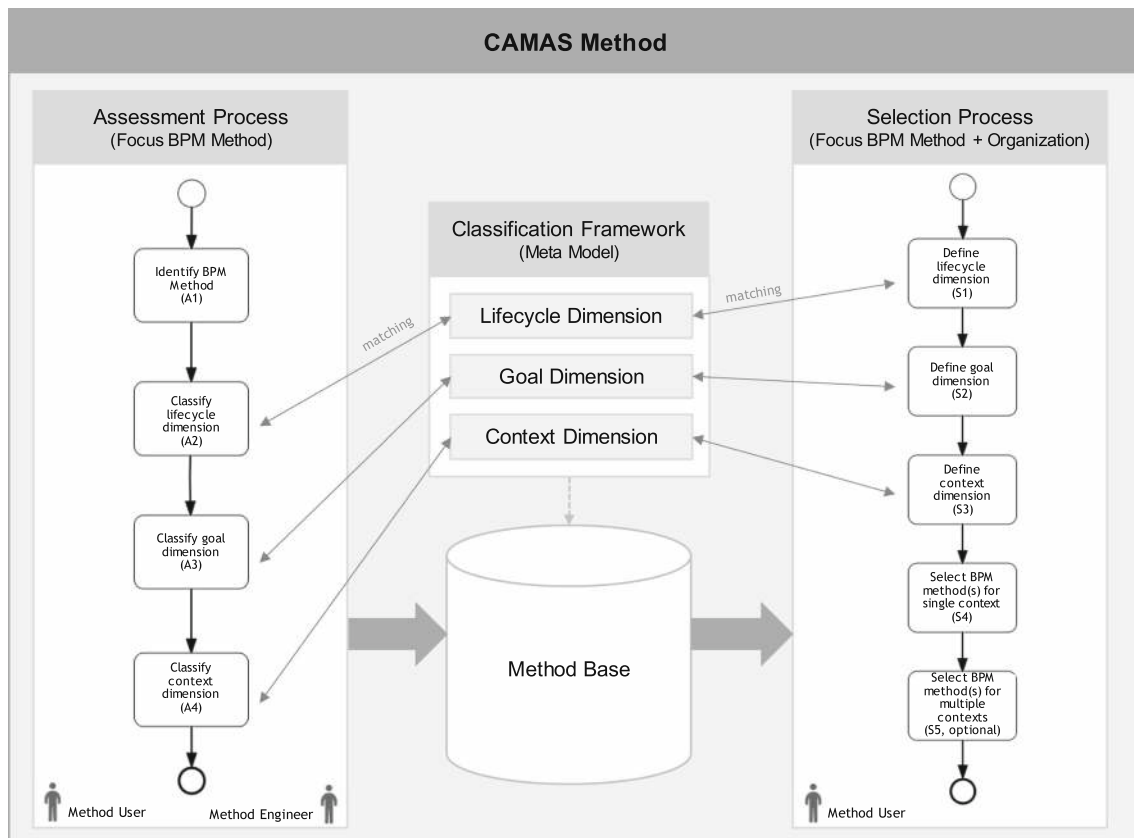 CAMAS Method
Assessment Process
(Focus BPM Method)
Identify BPM
Method
(A1)
Classify
lifecycle
dimension
(A2)
Classify goal
dimension
(A3)
Classify
context
dimension
(A4)
Method User
Method Engineer
matching
Classification Framework
(Meta Model)
Lifecycle Dimension
Goal Dimension
Context Dimension
Method Base
matching
Selection Process
(Focus BPM Method + Organization)
Define
lifecycle
dimension
(S1)
Define goal
dimension
(S2)
Define
context
dimension
(S3)
Select BPM
method(s) for
single context
(S4)
Select BPM
method(s) for
multiple
contexts
(S5, optional)
Method User